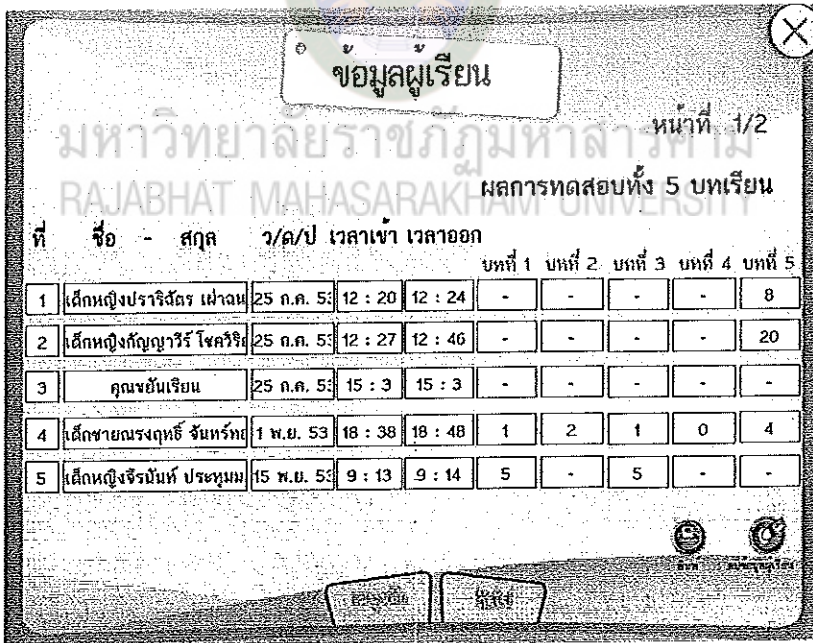 ข้อมูลผู้เรียน
หน้าที่ 1/2
มหาวิทยาลัยราชภัฏมหาสารคาม
ผลการทดสอบทั้ง 5 บทเรียน
RAJABHAT MAHASARAKHAM UNIVERSITY
ที่ ชื่อ - สกุล ว/ด/ป เวลาเข้า เวลาออก
บทที่ 1 บทที่ 2 บทที่ 3 บทที่ 4 บทที่ 5
1 เด็กหญิงปราริฉัตร เผ่าฉน 25 ก.ค. 53 12 : 20 12 : 24 - - - - 8
2 เด็กหญิงกัญญาวีร์ โชควิริย 25 ก.ค. 53 12 : 27 12 : 46 - - - - 20
3 คุณขยันเรียน 25 ก.ค. 53 15 : 3 15 : 3 - - - - -
4 เด็กชายณรงฤทธิ์ จันทร์ทอ 1 พ.ย. 53 18 : 38 18 : 48 1 2 1 0 4
5 เด็กหญิงจิรนันท์ ประทุมม 15 พ.ย. 53 9 : 13 9 : 14 5 - 5 - -